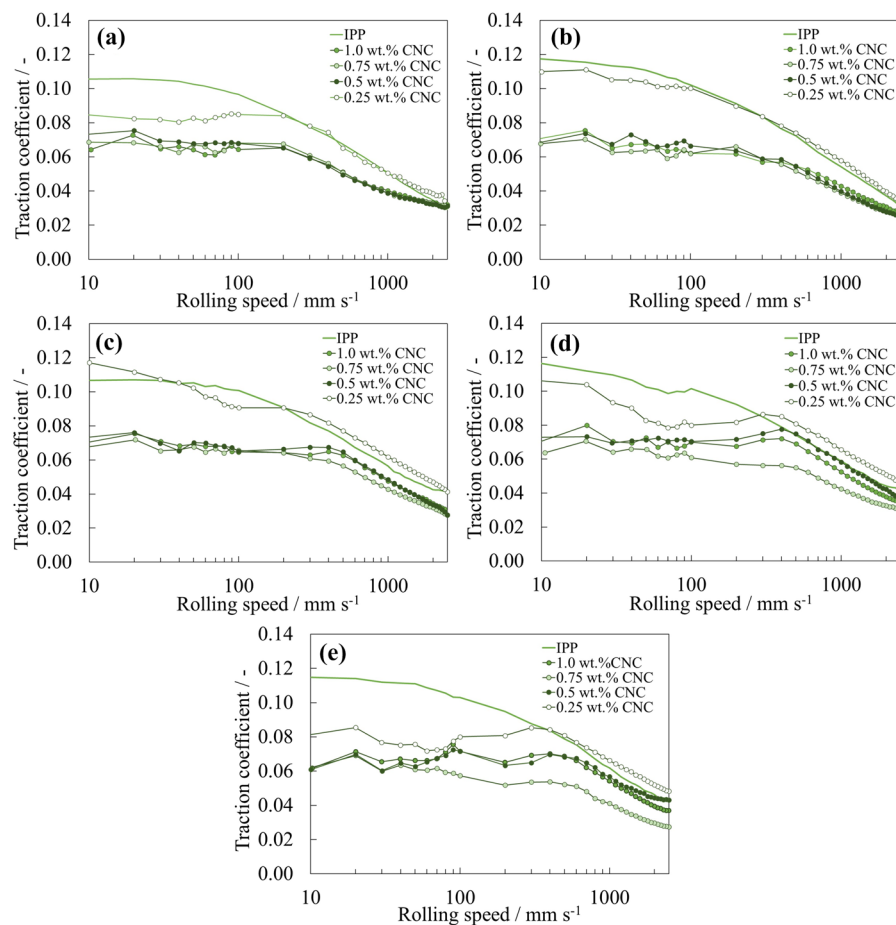 (a)
IPP
1.0 wt.% CNC
0.75 wt.% CNC
0.5 wt.% CNC
0.25 wt.% CNC
0.14
0.12
0.10
0.08
0.06
0.04
0.02
0.00
Traction coefficient / -
10 100 1000
Rolling speed / mm s⁻¹
(b)
IPP
1.0 wt.% CNC
0.75 wt.% CNC
0.5 wt.% CNC
0.25 wt.% CNC
0.14
0.12
0.10
0.08
0.06
0.04
0.02
0.00
Traction coefficient / -
10 100 1000
Rolling speed / mm s⁻¹
(c)
IPP
1.0 wt.% CNC
0.75 wt.% CNC
0.5 wt.% CNC
0.25 wt.% CNC
0.14
0.12
0.10
0.08
0.06
0.04
0.02
0.00
Traction coefficient / -
10 100 1000
Rolling speed / mm s⁻¹
(d)
IPP
1.0 wt.% CNC
0.75 wt.% CNC
0.5 wt.% CNC
0.25 wt.% CNC
0.14
0.12
0.10
0.08
0.06
0.04
0.02
0.00
Traction coefficient / -
10 100 1000
Rolling speed / mm s⁻¹
(e)
IPP
1.0 wt.%CNC
0.75 wt.% CNC
0.5 wt.% CNC
0.25 wt.% CNC
0.14
0.12
0.10
0.08
0.06
0.04
0.02
0.00
Traction coefficient / -
10 100 1000
Rolling speed / mm s⁻¹